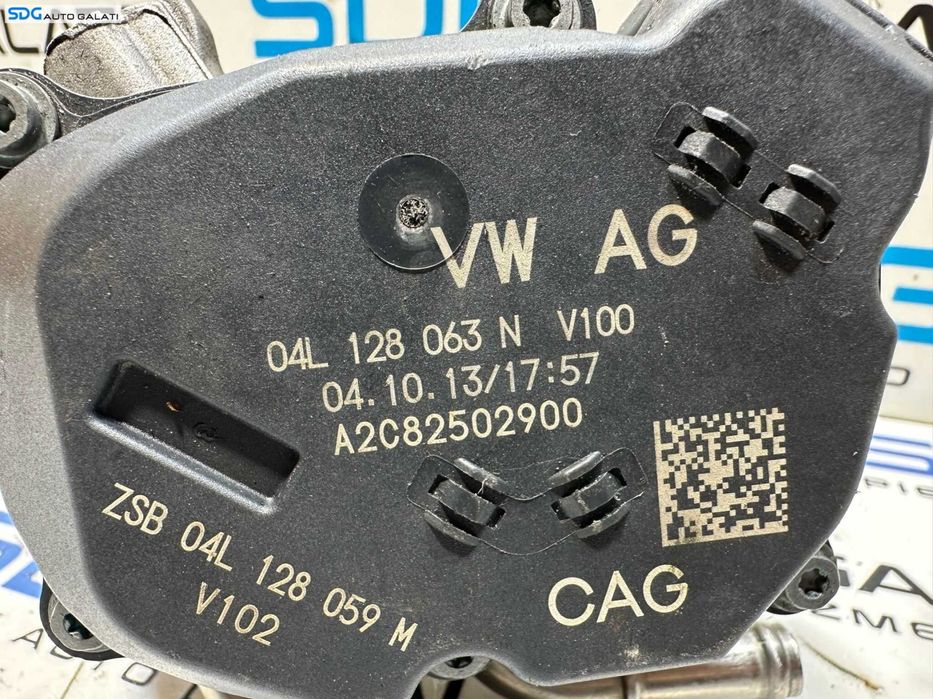 SDG AUTO GALATI
VW AG
04L 128 063 N V100
04.10.13/17:57
A2C82502900
ZSB 04L 128 059 M
V102
CAG